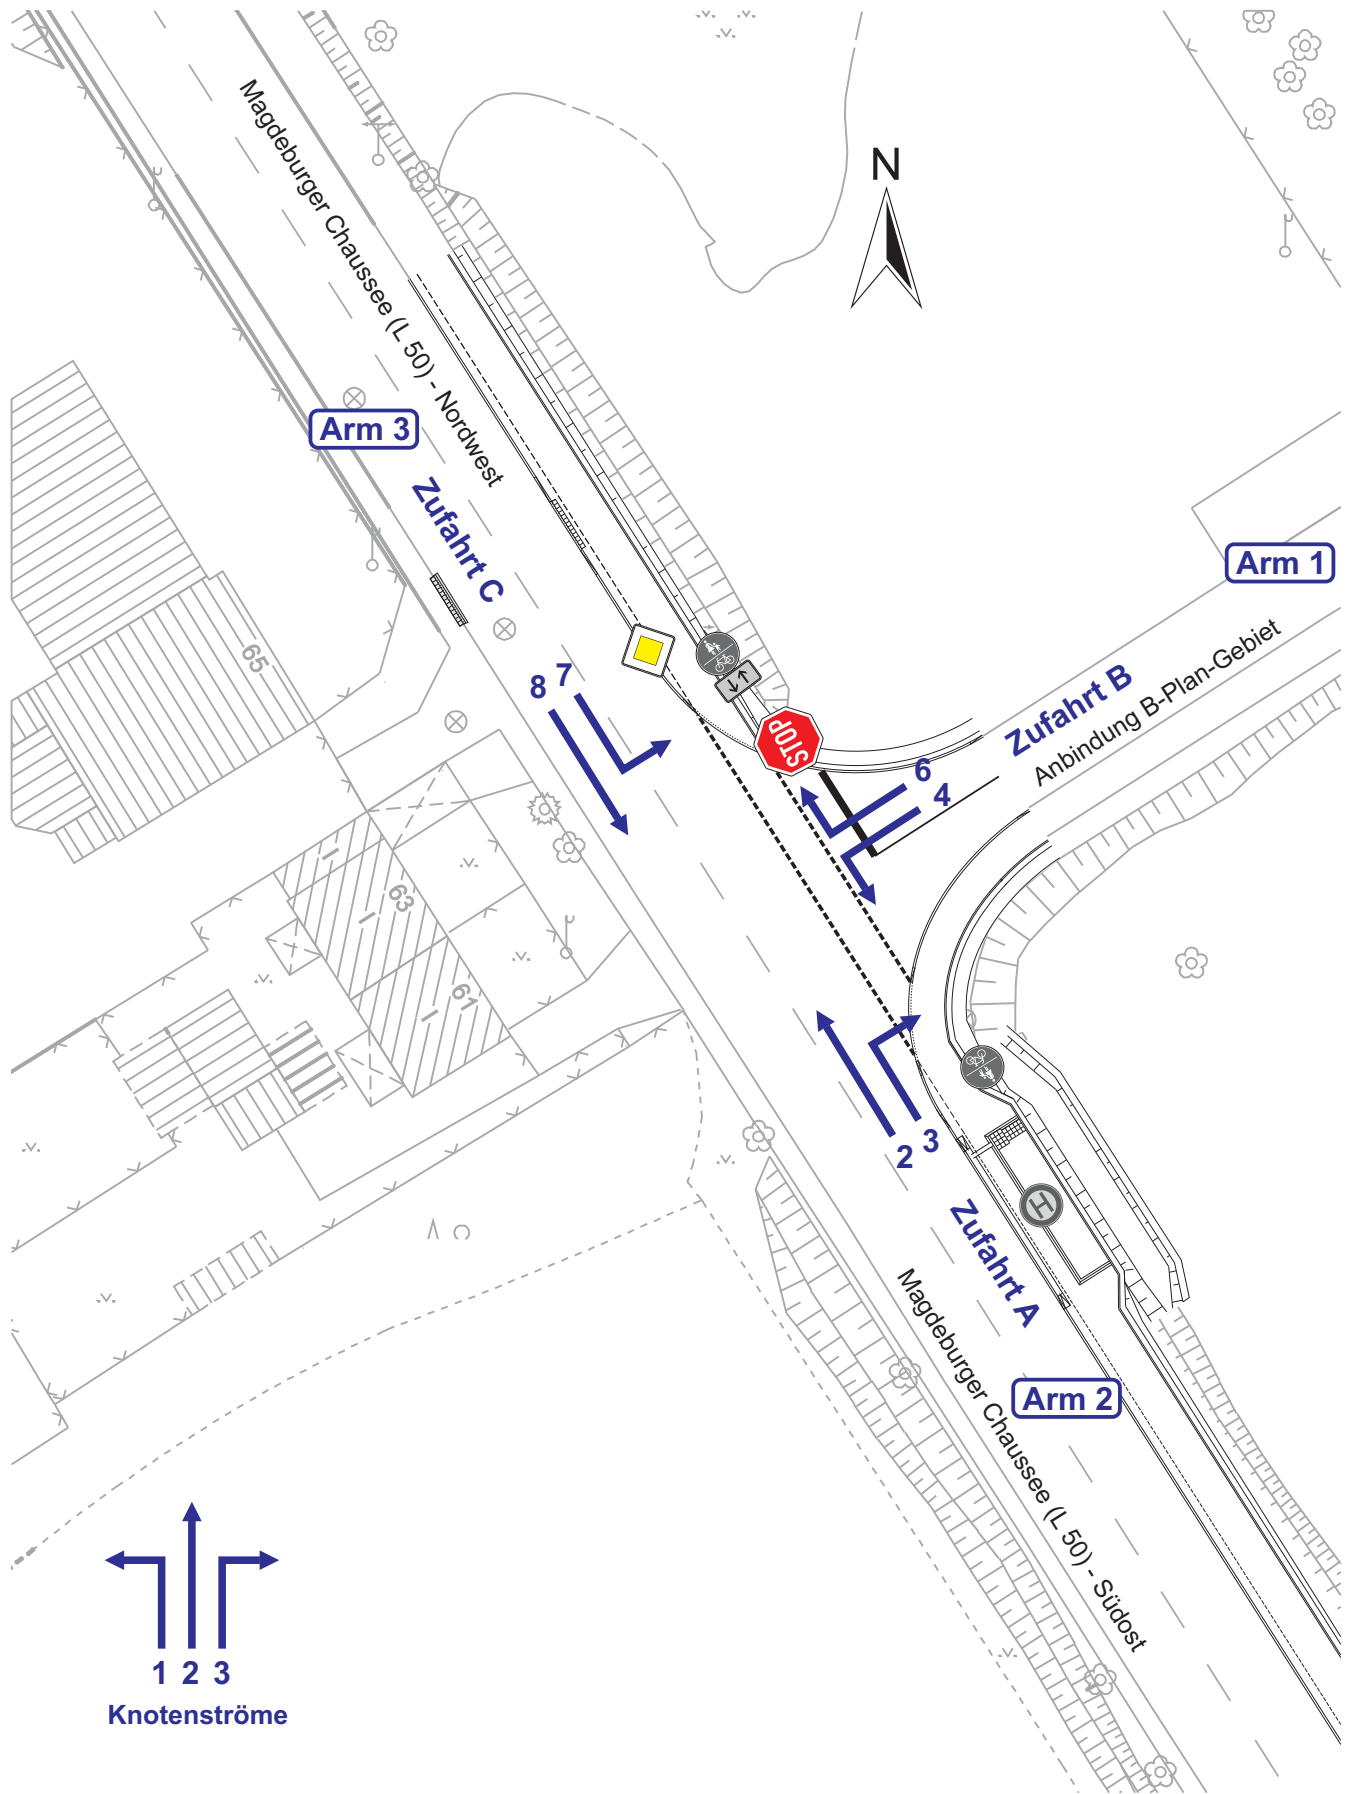 N
Magdeburger Chaussee (L 50) - Nordwest
Arm 3
Zufahrt C
Arm 1
65
8 7
STOP
Zufahrt B
Anbindung B-Plan-Gebiet
6
4
63
61
2 3
H
Zufahrt A
Magdeburger Chaussee (L 50) - Südost
Arm 2
1 2 3
Knotenströme